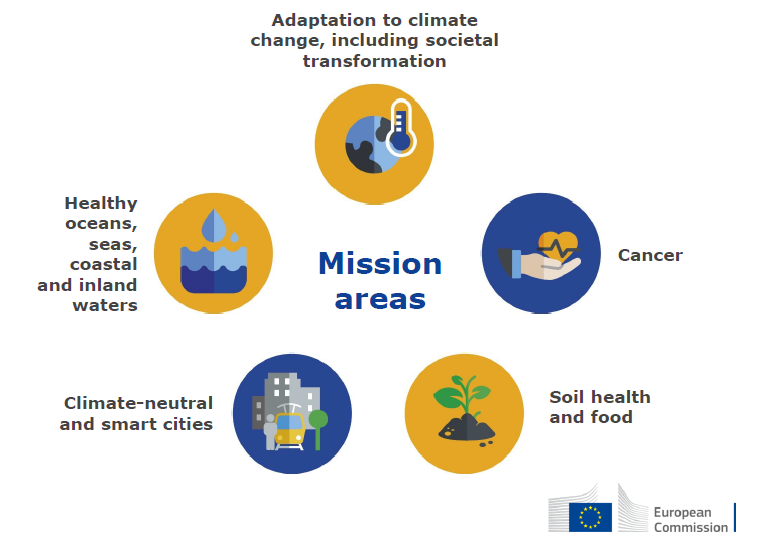 Adaptation to climate
change, including societal
transformation
Healthy
oceans,
seas,
coastal
and inland
waters
Mission
areas
Cancer
Climate-neutral
and smart cities
Soil health
and food
European
Commission